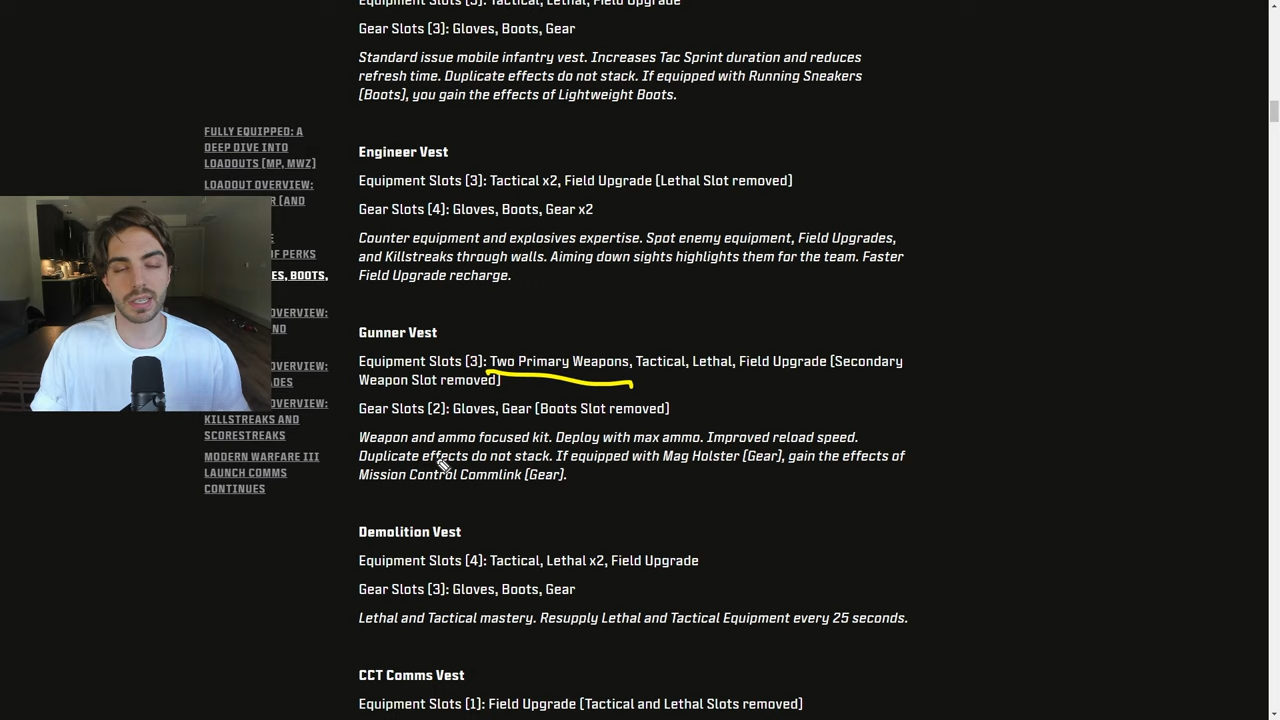 Equipment Slots [3]: Tactical, Lethal, Field Upgrade
Gear Slots (3): Gloves, Boots, Gear
Standard issue mobile infantry vest. Increases Tac Sprint duration and reduces
refresh time. Duplicate effects do not stack. If equipped with Running Sneakers
[Boots], you gain the effects of Lightweight Boots.
Engineer Vest
Equipment Slots [3]: Tactical x2, Field Upgrade [Lethal Slot removed]
Gear Slots [4]: Gloves, Boots, Gear x2
Counter equipment and explosives expertise. Spot enemy equipment, Field Upgrades,
and Killstreaks through walls. Aiming down sights highlights them for the team. Faster
Field Upgrade recharge.
Gunner Vest
Equipment Slots [3]: Two Primary Weapons, Tactical, Lethal, Field Upgrade [Secondary
Weapon Slot removed]
Gear Slots [2]: Gloves, Gear [Boots Slot removed]
Weapon and ammo focused kit. Deploy with max ammo. Improved reload speed.
Duplicate effects do not stack. If equipped with Mag Holster [Gear], gain the effects of
Mission Control Commlink [Gear].
Demolition Vest
Equipment Slots [4]: Tactical, Lethal x2, Field Upgrade
Gear Slots [3]: Gloves, Boots, Gear
Lethal and Tactical mastery. Resupply Lethal and Tactical Equipment every 25 seconds.
CCT Comms Vest
Equipment Slots [1]: Field Upgrade [Tactical and Lethal Slots removed]
FULLY EQUIPPED: A
DEEP DIVE INTO
LOADOUTS [MP, MWZ]
LOADOUT OVERVIEW:
[AND
OF PERKS
BOOTS,
OVERVIEW:
ND
OVERVIEW:
OVERVIEW:
KILLSTREAKS AND
SCORESTREAKS
MODERN WARFARE III
LAUNCH COMMS
CONTINUES